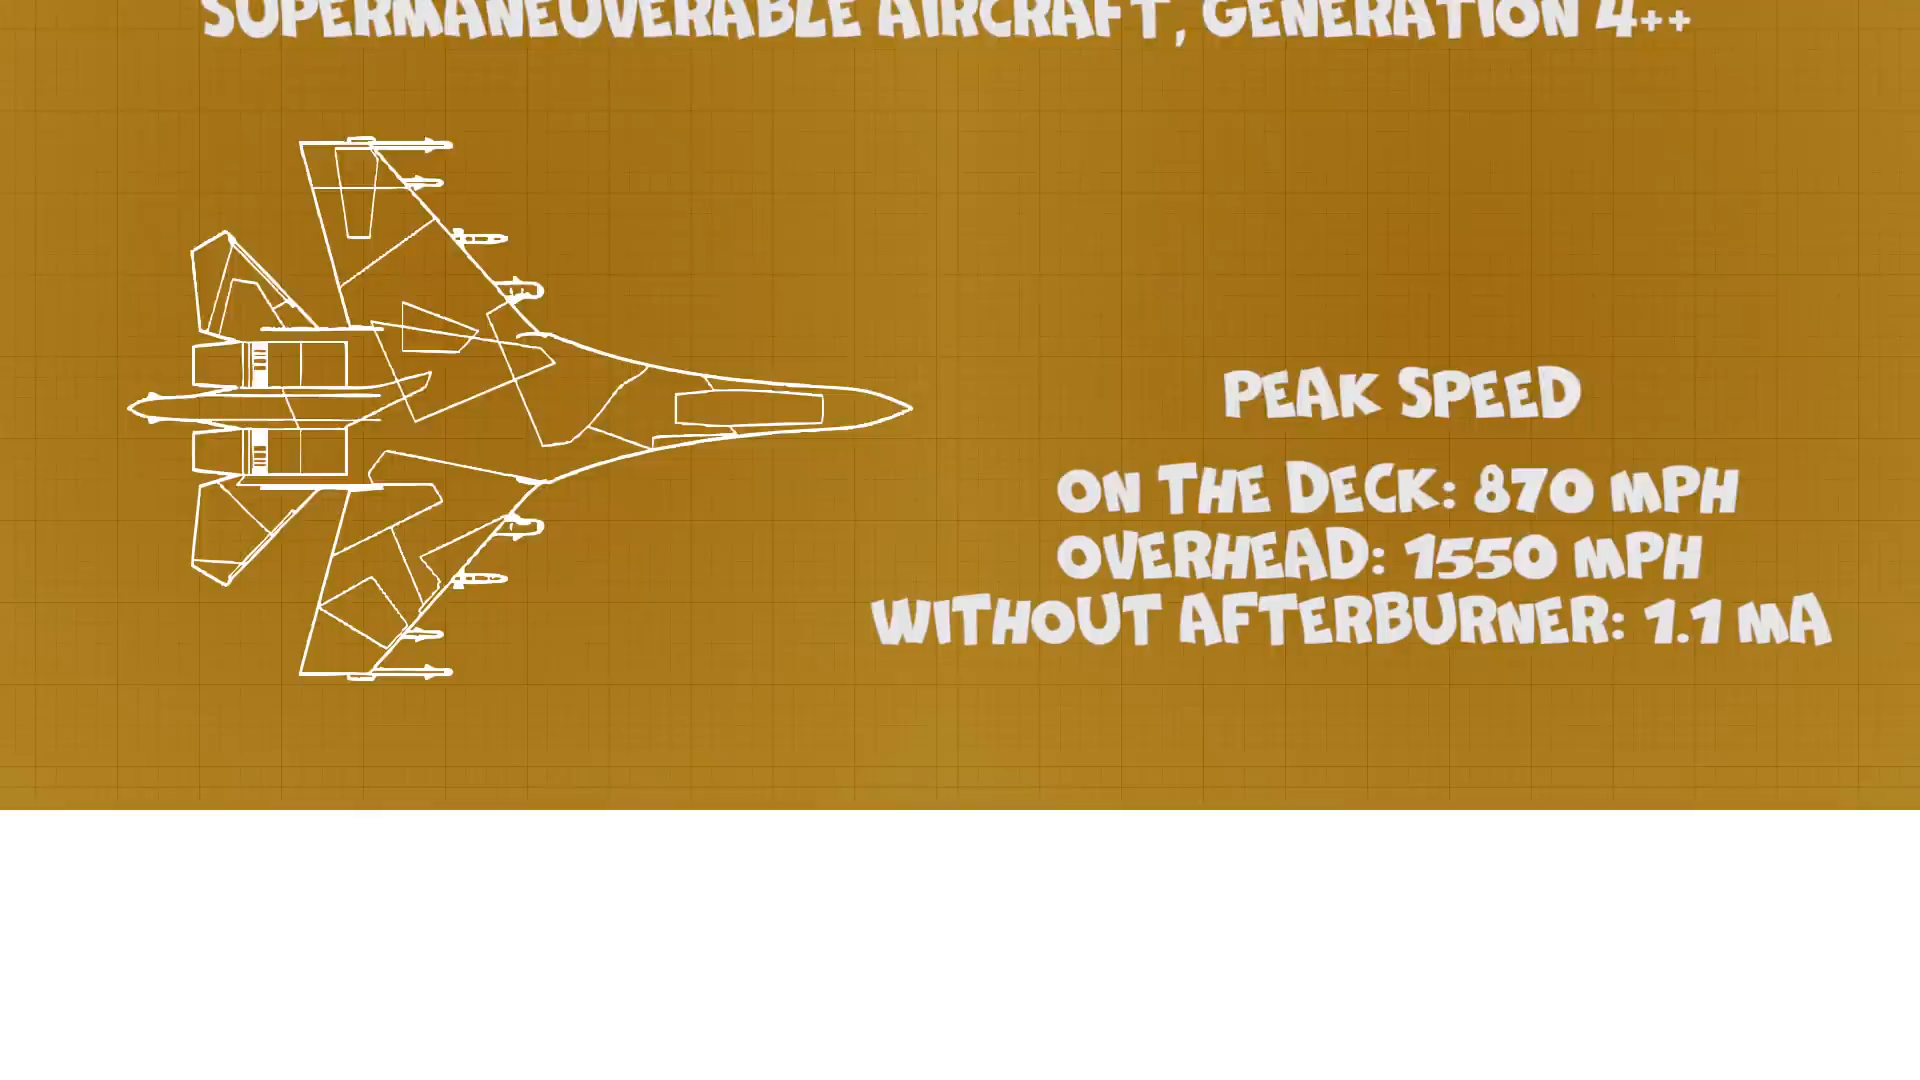 SUPERMANEUVERABLE AIRCRAFT, GENERATION 4++
PEAK SPEED
ON THE DECK: 870 MPH
OVERHEAD: 1550 MPH
WITHOUT AFTERBURNER: 1.1 MA